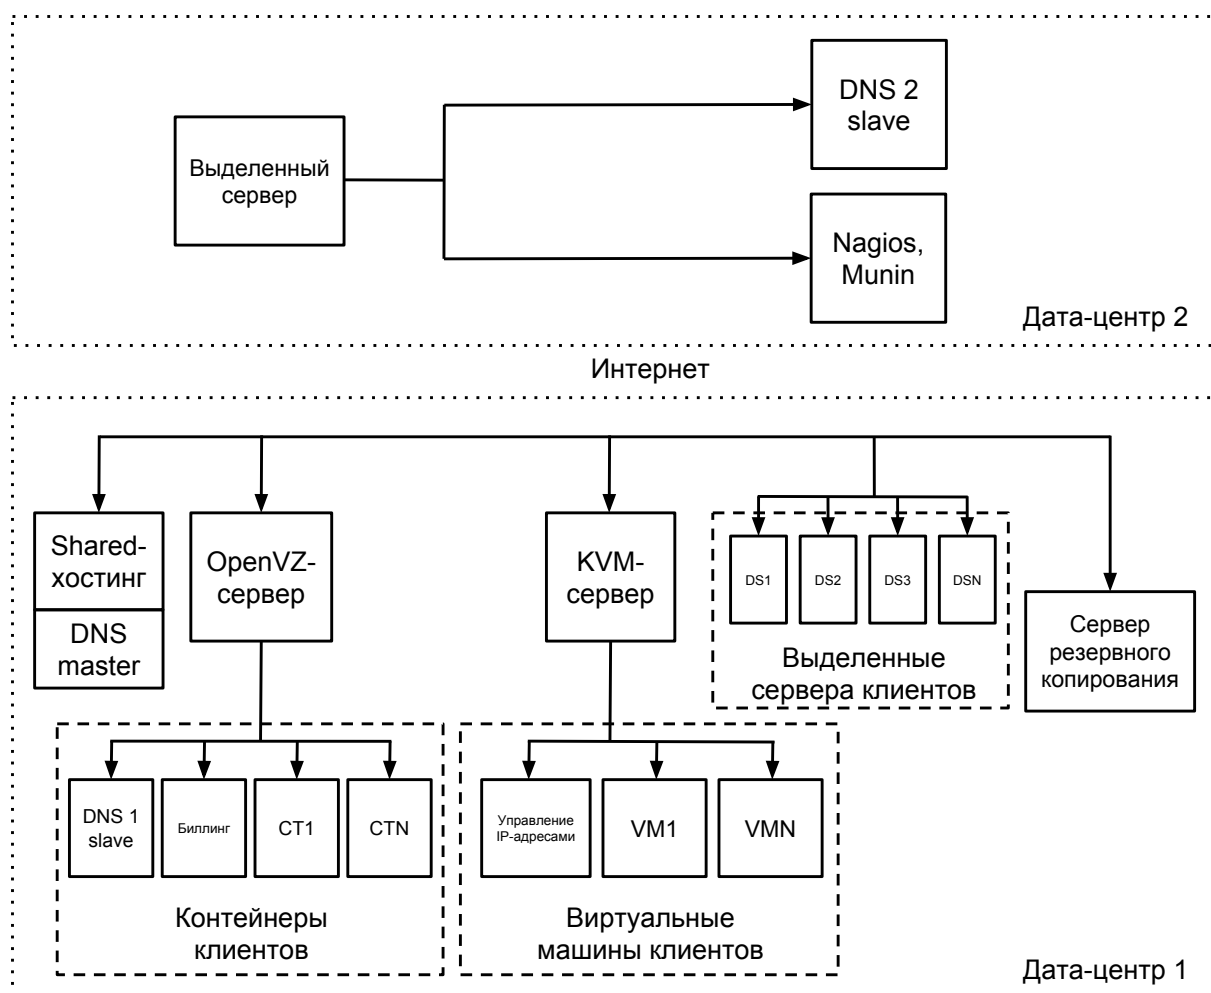 DNS 2
slave
Выделенный
сервер
Nagios,
Munin
Дата-центр 2
Интернет
Shared-
хостинг
DNS
master
OpenVZ-
сервер
KVM-
сервер
DS1
DS2
DS3
DSN
Выделенные
сервера клиентов
Сервер
резервного
копирования
DNS 1
slave
Биллинг
CT1
CTN
Контейнеры
клиентов
Управление
IP-адресами
VM1
VMN
Виртуальные
машины клиентов
Дата-центр 1